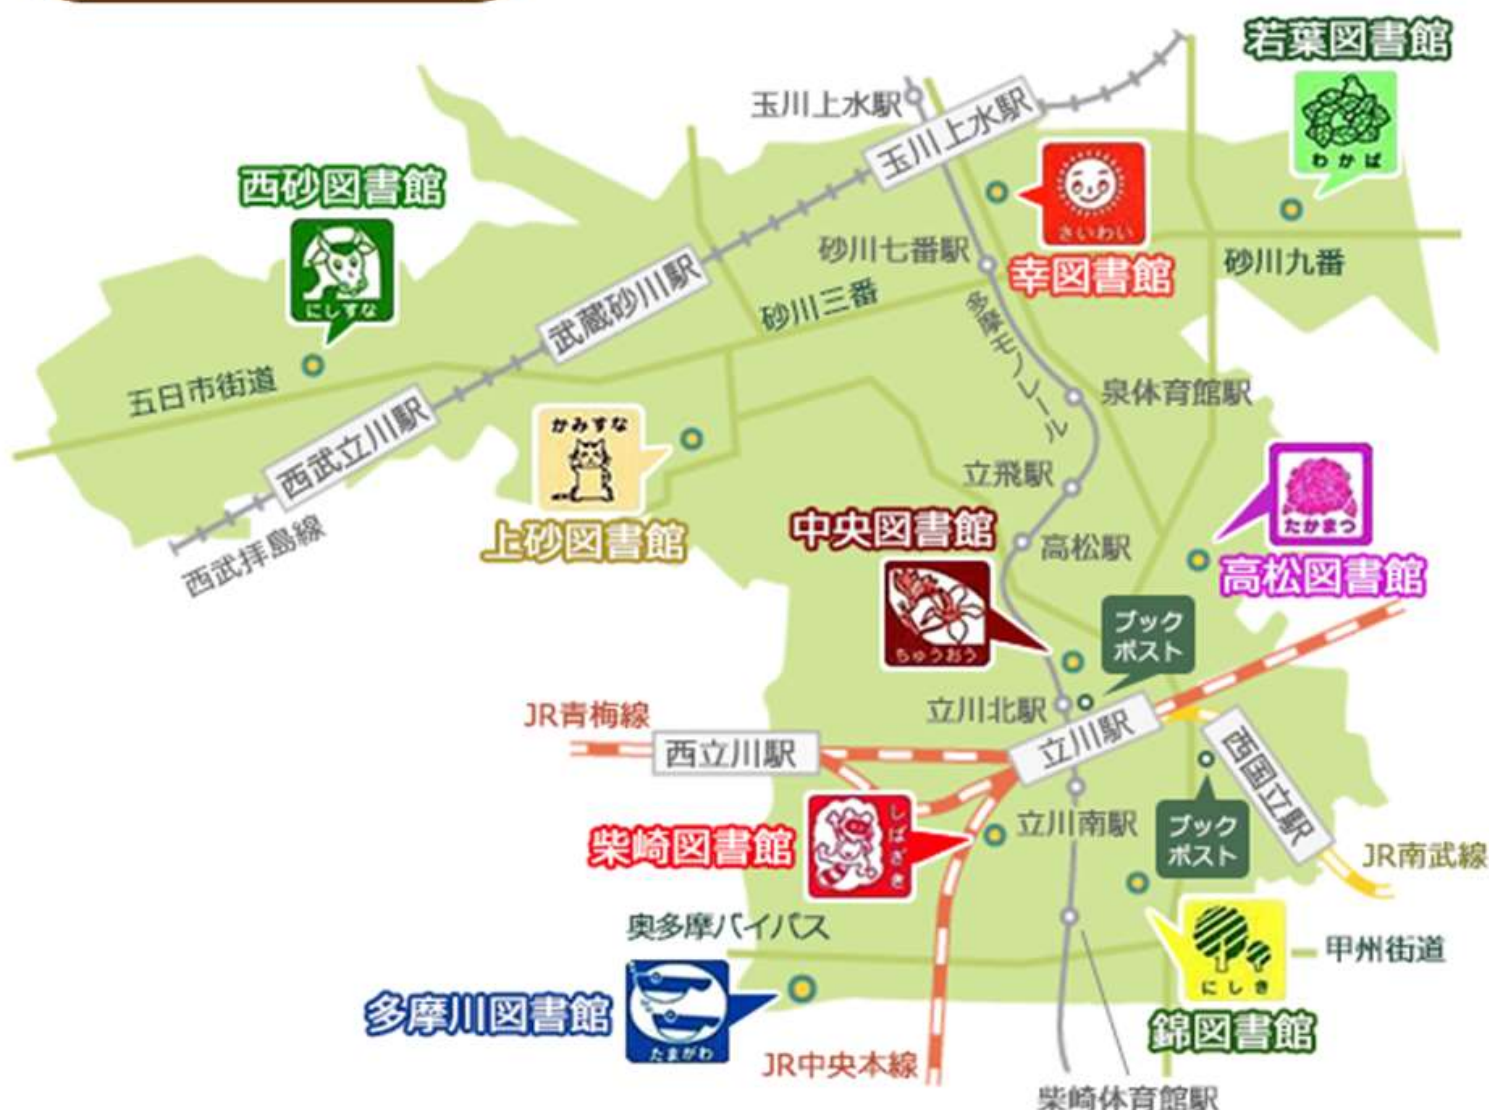 若葉図書館
わかば
玉川上水駅
玉川上水駅
西砂図書館
にしすな
さいわい
幸図書館
砂川七番駅
砂川九番
武蔵砂川駅
砂川三番
多摩モノレール
五日市街道
西武立川駅
泉体育館駅
かみすな
上砂図書館
立飛駅
たかまつ
高松図書館
中央図書館
ちゅうおう
高松駅
西武拝島線
ブック
ポスト
JR青梅線
立川北駅
西立川駅
立川駅
西国立駅
しばざき
柴崎図書館
立川南駅
ブック
ポスト
JR南武線
奥多摩バイパス
にしき
錦図書館
甲州街道
多摩川図書館
たまがわ
JR中央本線
柴崎体育館駅